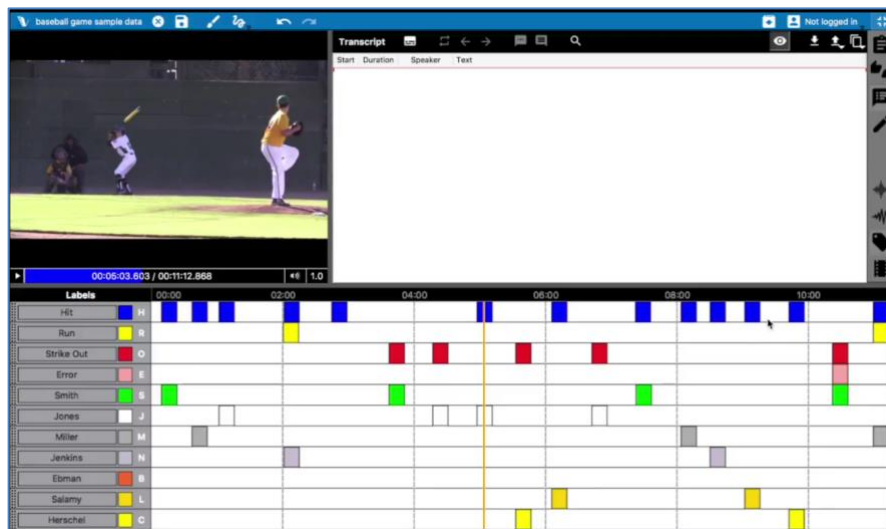 baseball game sample data
Not logged in
Transcript
Start Duration Speaker Text
00:05:03.603 / 00:11:12.868
1.0
Labels
00:00 02:00 04:00 06:00 08:00 10:00
Hit H
Run R
Strike Out O
Error E
Smith S
Jones J
Miller M
Jenkins N
Ebman B
Salamy L
Herschel C